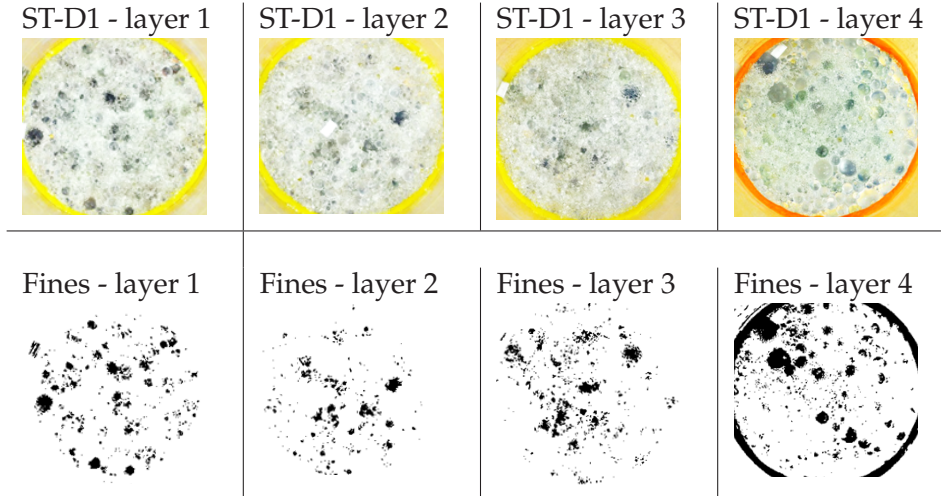 ST-D1 - layer 1
ST-D1 - layer 2
ST-D1 - layer 3
ST-D1 - layer 4
Fines - layer 1
Fines - layer 2
Fines - layer 3
Fines - layer 4